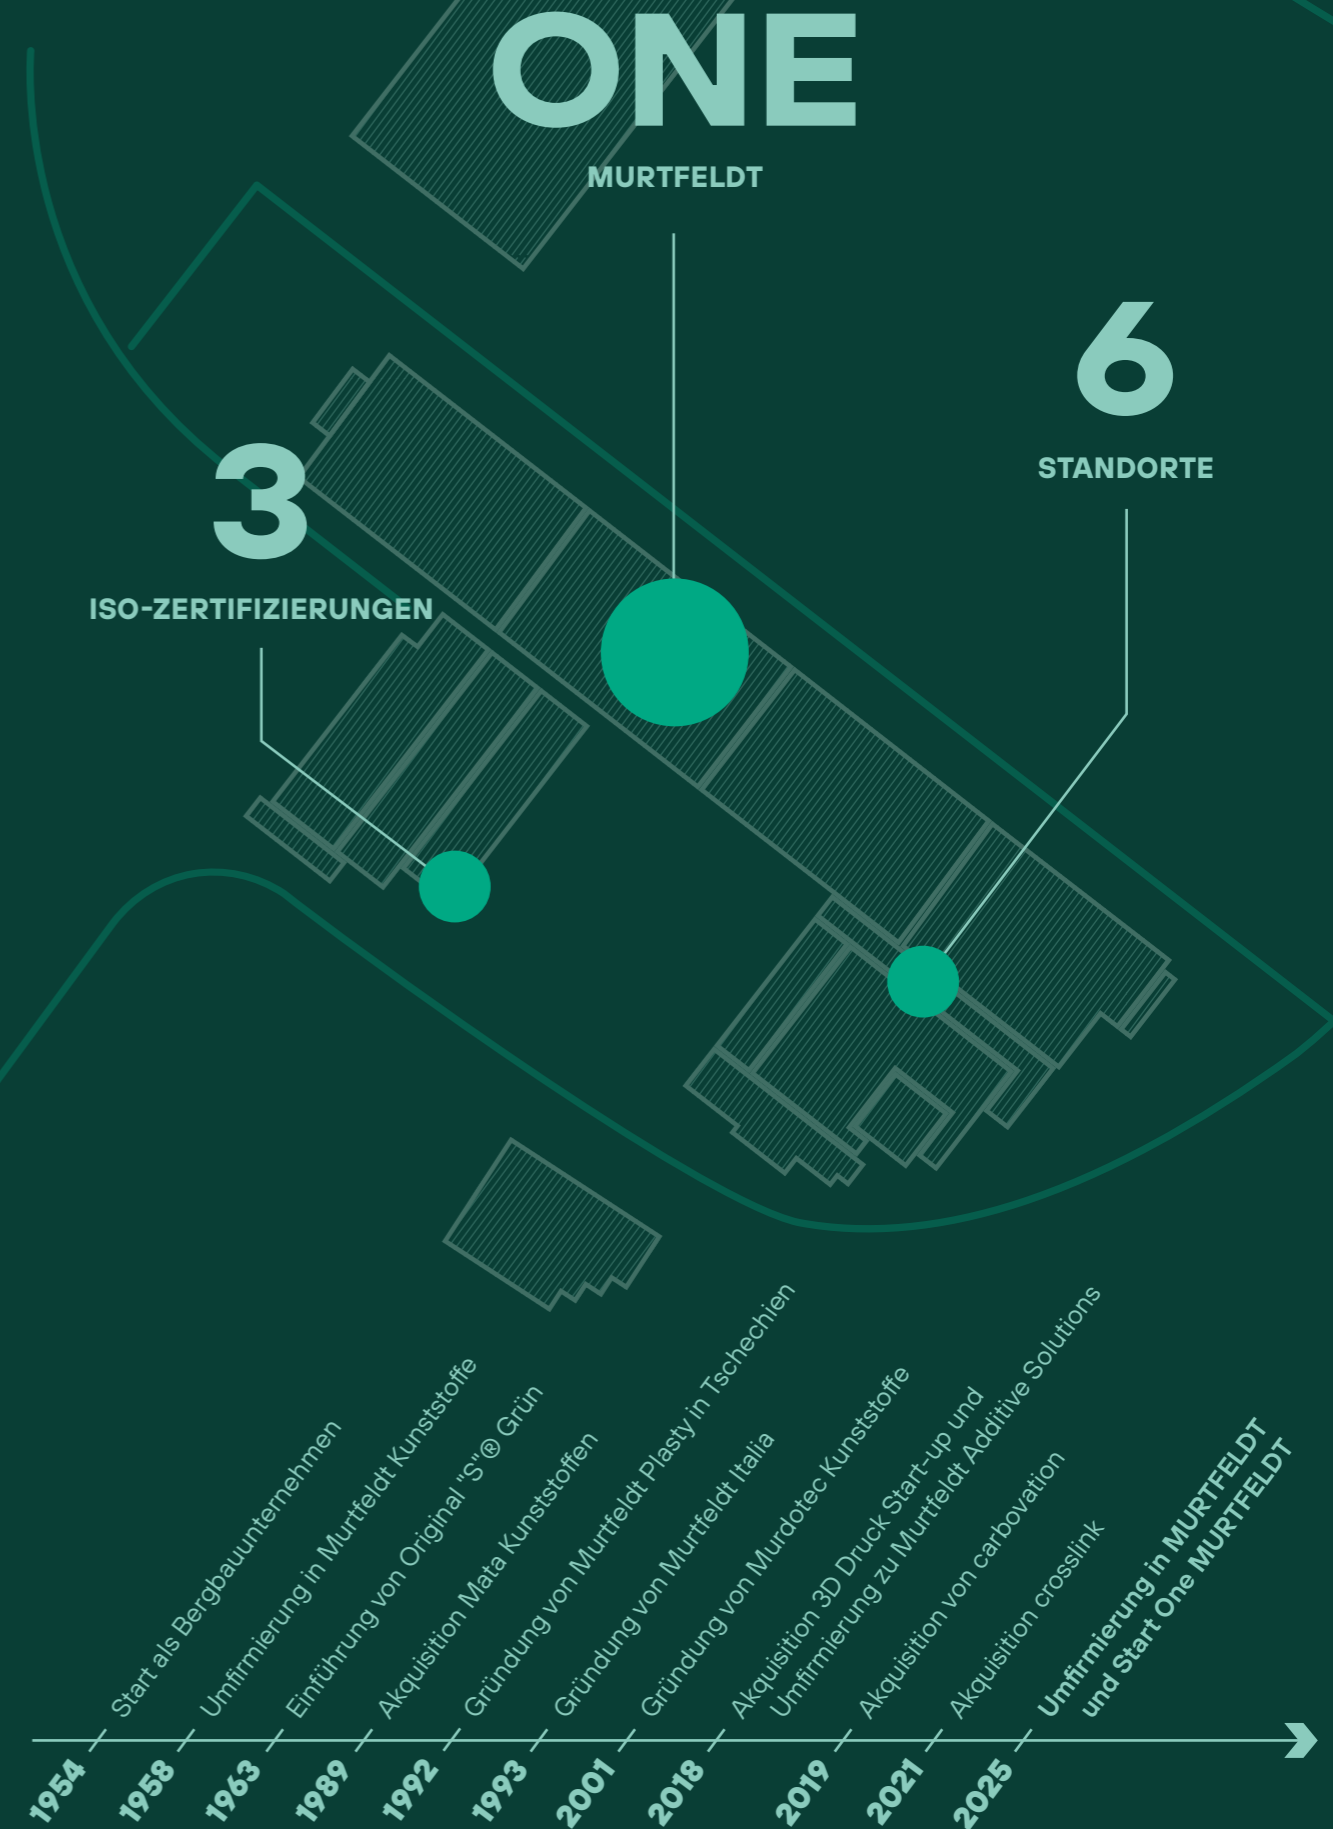 ONE
MURTFELDT
6
STANDORTE
3
ISO-ZERTIFIZIERUNGEN
1954
Start als Bergbauunternehmen
1958
Umfirmierung in Murtfeldt Kunststoffe
1963
Einführung von Original "S"® Grün
1989
Akquisition Mata Kunststoffen
1992
Gründung von Murtfeldt Plasty in Tschechien
1993
Gründung von Murtfeldt Italia
2001
Gründung von Murdotec Kunststoffe
2018
Akquisition 3D Druck Start-up und
Umfirmierung zu Murtfeldt Additive Solutions
2019
Akquisition von carbovation
2021
Akquisition crosslink
2025
Umfirmierung in MURTFELDT
und Start One MURTFELDT